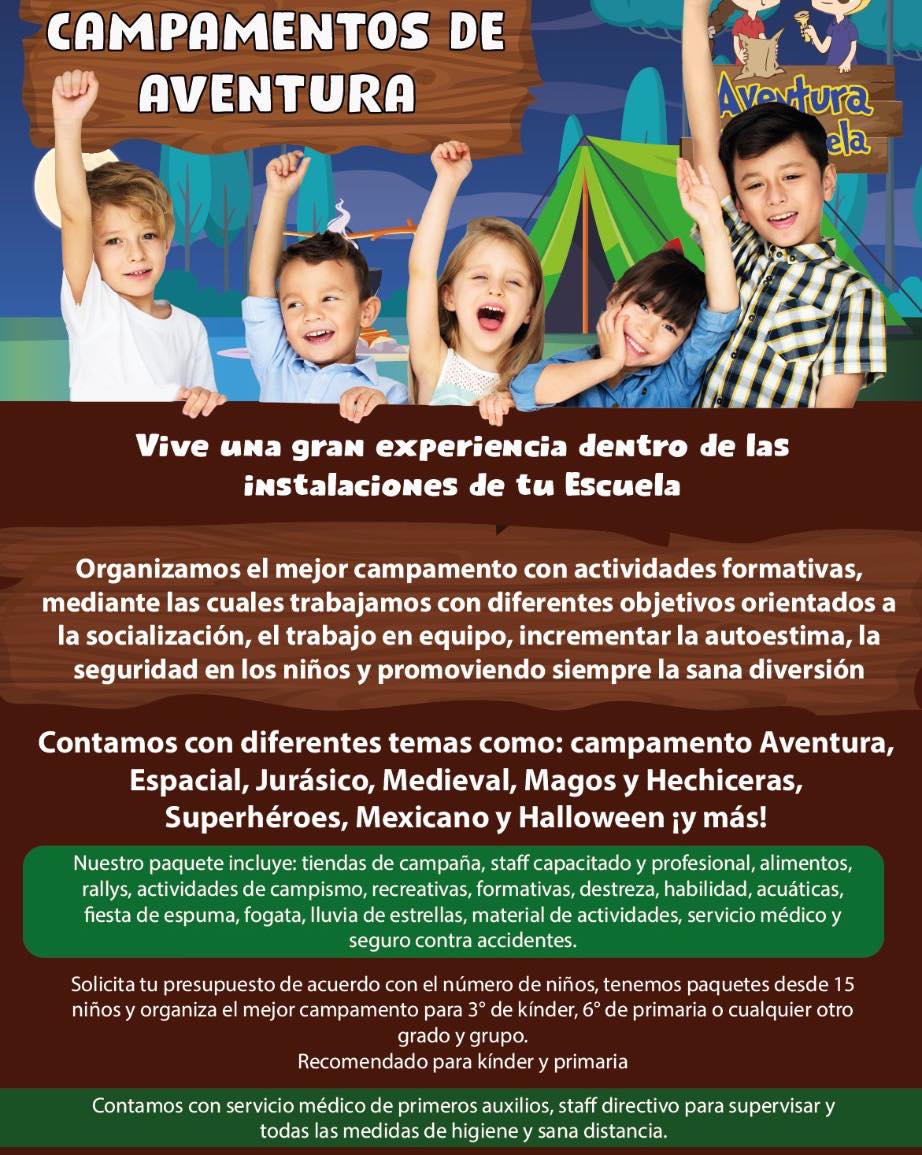 CAMPAMENTOS DE
AVENTURA
Aventura
ela
Vive una gran experiencia dentro de las
instalaciones de tu Escuela
Organizamos el mejor campamento con actividades formativas,
mediante las cuales trabajamos con diferentes objetivos orientados a
la socialización, el trabajo en equipo, incrementar la autoestima, la
seguridad en los niños y promoviendo siempre la sana diversión
Contamos con diferentes temas como: campamento Aventura,
Espacial, Jurásico, Medieval, Magos y Hechiceras,
Superhéroes, Mexicano y Halloween ¡y más!
Nuestro paquete incluye: tiendas de campaña, staff capacitado y profesional, alimentos,
rallys, actividades de campismo, recreativas, formativas, destreza, habilidad, acuáticas,
fiesta de espuma, fogata, lluvia de estrellas, material de actividades, servicio médico y
seguro contra accidentes.
Solicita tu presupuesto de acuerdo con el número de niños, tenemos paquetes desde 15
niños y organiza el mejor campamento para 3° de kínder, 6° de primaria o cualquier otro
grado y grupo.
Recomendado para kínder y primaria
Contamos con servicio médico de primeros auxilios, staff directivo para supervisar y
todas las medidas de higiene y sana distancia.